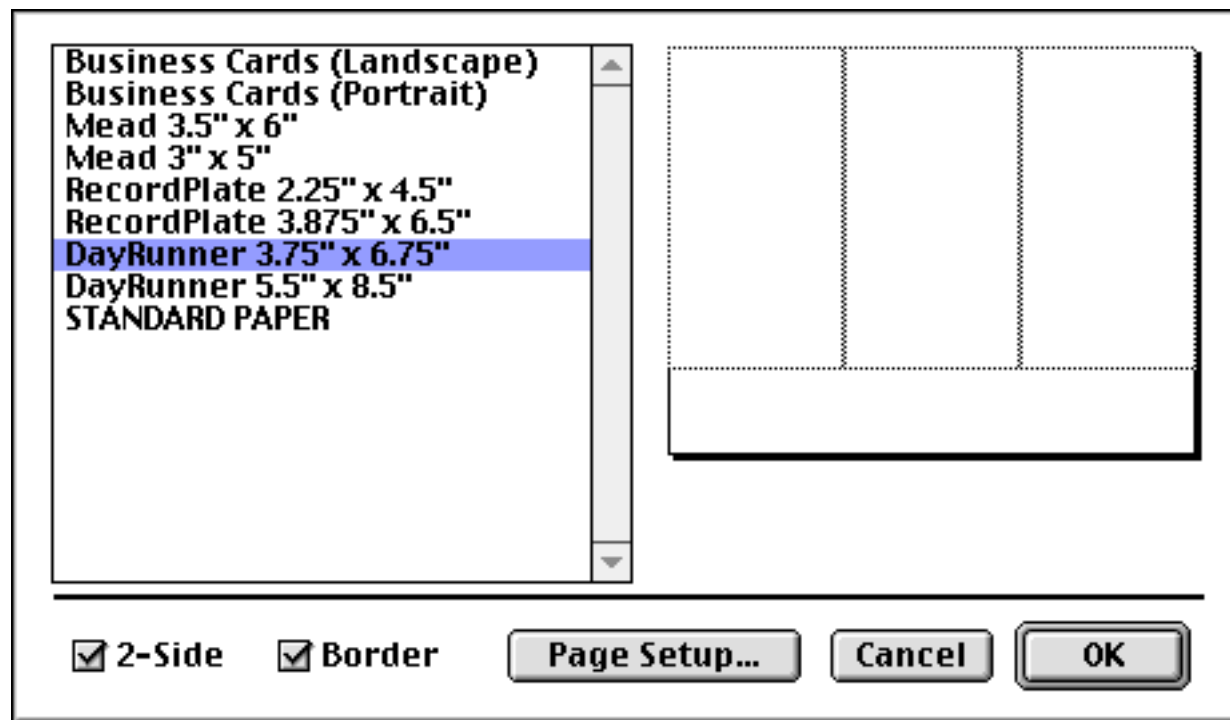 Business Cards (Landscape)
Business Cards (Portrait)
Mead 3.5" x 6"
Mead 3" x 5"
RecordPlate 2.25" x 4.5"
RecordPlate 3.875" x 6.5"
DayRunner 3.75" x 6.75"
DayRunner 5.5" x 8.5"
STANDARD PAPER
2-Side Border Page Setup... Cancel OK